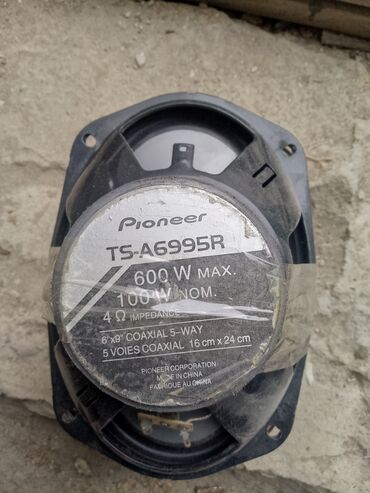 Pioneer
TS-A6995R
600 W MAX.
100 W NOM.
4 Ω IMPEDANCE
6"x9" COAXIAL 5-WAY
5 VOIES COAXIAL 16 cm x 24 cm
PIONEER CORPORATION
MADE IN CHINA
FABRIQUÉ AU CHINA